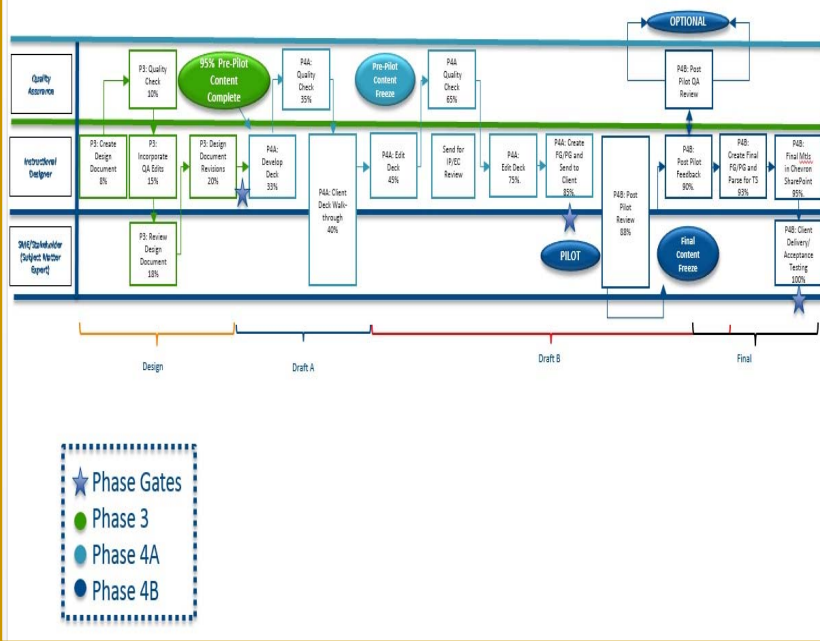 OPTIONAL
Quality
Assurance
P3: Quality
Check
10%
95% Pre-Pilot
Content
Complete
P4A:
Quality
Check
35%
Pre-Pilot
Content
Freeze
P4A
Quality
Check
65%
P4B: Post
Pilot QA
Review
Instructional
Designer
P3: Create
Design
Document
8%
P3:
Incorporate
QA Edits
15%
P3: Design
Document
Revisions
20%
P4A:
Develop
Deck
33%
P4A: Client
Deck Walk-
through
40%
P4A: Edit
Deck
45%
Send for
IP/EC
Review
P4A:
Edit Deck
75%
P4A: Create
FG/PG and
Send to
Client
85%
P4B: Post
Pilot
Review
88%
P4B:
Post Pilot
Feedback
90%
P4B:
Create Final
FG/PG and
Parse for TS
93%
P4B:
Final Mtls
in Chevron
SharePoint
95%
SME/Stakeholder
(Subject Matter
Expert)
P3: Review
Design
Document
18%
PILOT
Final
Content
Freeze
P4B: Client
Delivery/
Acceptance
Testing
100%
Design
Draft A
Draft B
Final
Phase Gates
Phase 3
Phase 4A
Phase 4B